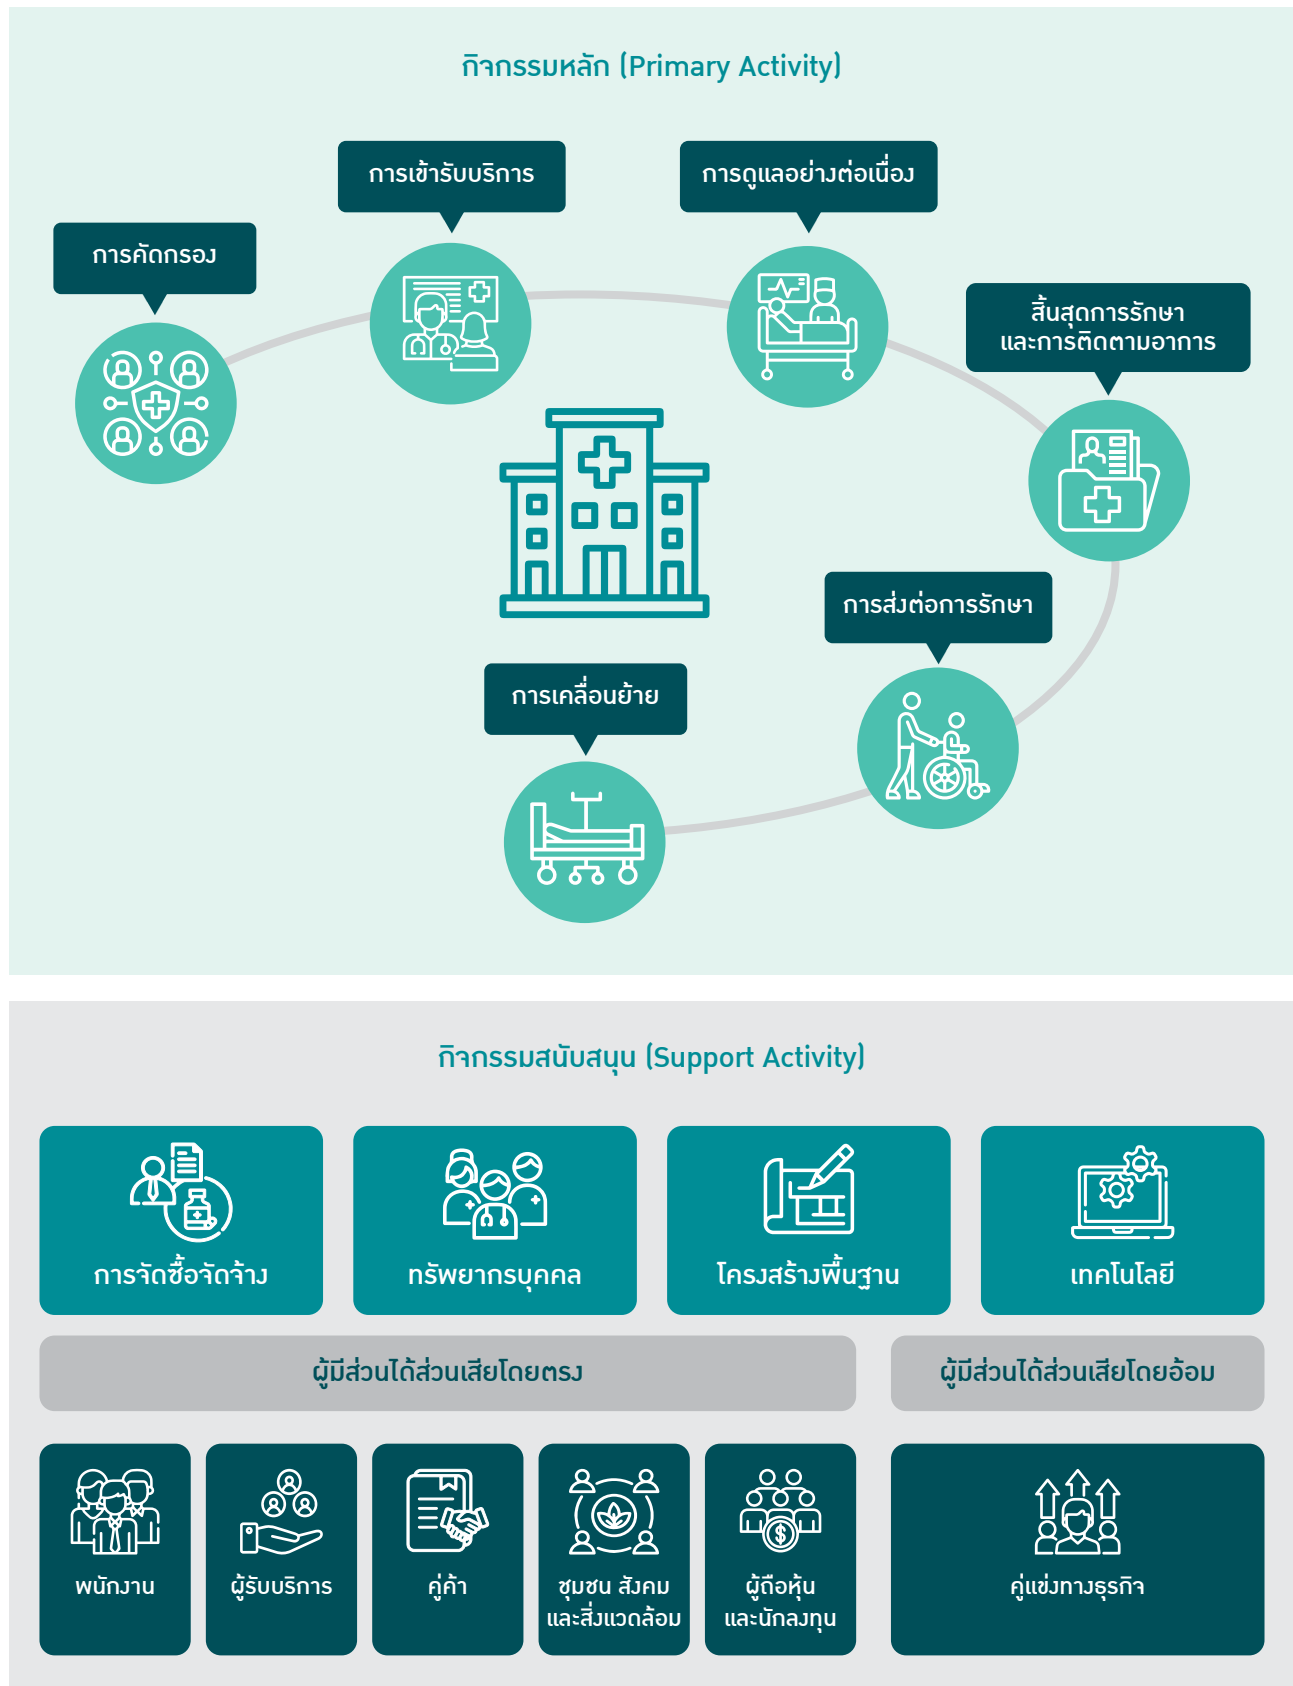 กิจกรรมหลัก (Primary Activity)
การคัดกรอง
การเข้ารับบริการ
การดูแลอย่างต่อเนื่อง
สิ้นสุดการรักษา
และการติดตามอาการ
การส่งต่อการรักษา
การเคลื่อนย้าย
กิจกรรมสนับสนุน (Support Activity)
การจัดซื้อจัดจ้าง
ทรัพยากรบุคคล
โครงสร้างพื้นฐาน
เทคโนโลยี
ผู้มีส่วนได้ส่วนเสียโดยตรง
ผู้มีส่วนได้ส่วนเสียโดยอ้อม
พนักงาน
ผู้รับบริการ
คู่ค้า
ชุมชน สังคม
และสิ่งแวดล้อม
ผู้ถือหุ้น
และนักลงทุน
คู่แข่งทางธุรกิจ